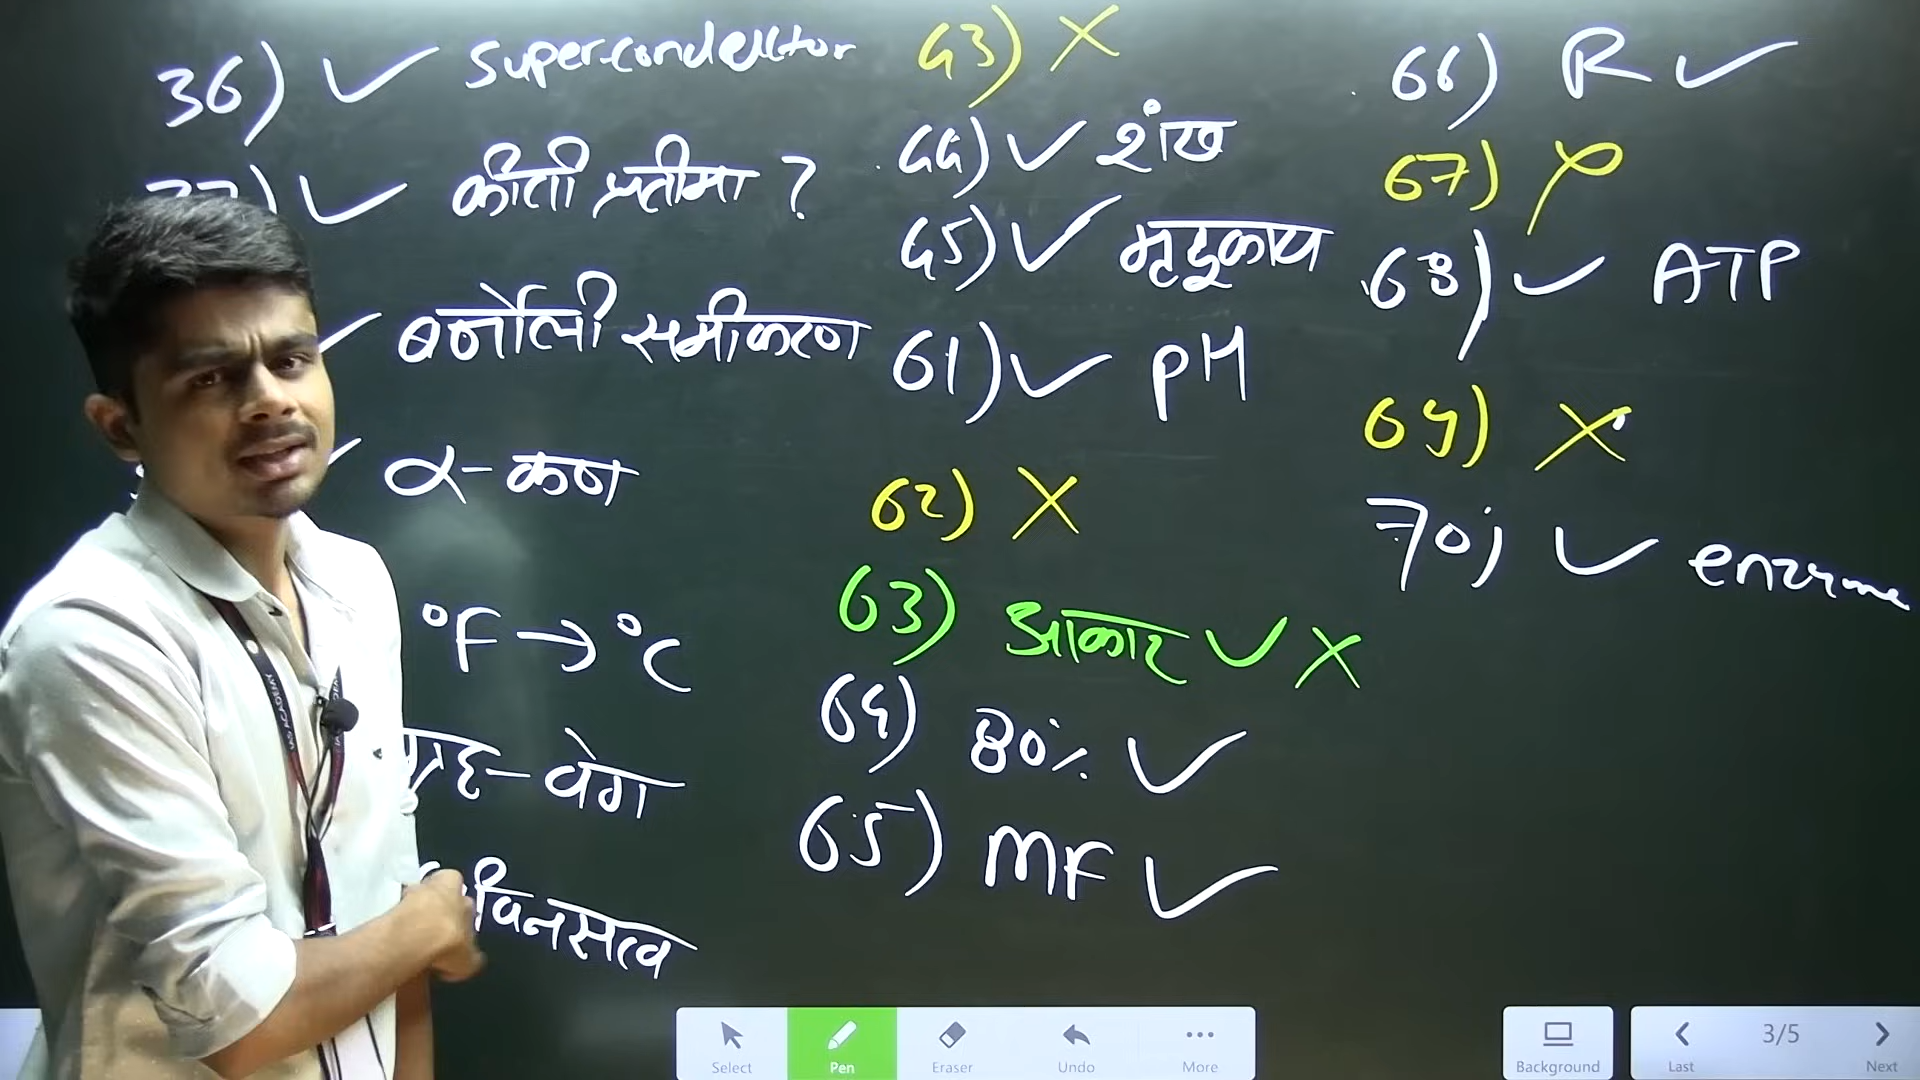 36) ✓ Superconductor
37) ✓ कीती प्रतीमा ?
✓ बर्नोली समीकरण
✓ α-कण
°F → °C
ग्रह-वेग
विनसत्व
43) X
44) ✓ शंख
45) ✓ मृदुकाय
61) ✓ pH
62) X
63) आकार ✓ X
64) 80% ✓
65) MF ✓
66) R ✓
67) X
68) ✓ ATP
69) X
70) ✓ enzyme
IAS ACADEMY
Select
Pen
Eraser
Undo
More
Background
Last
3/5
Next